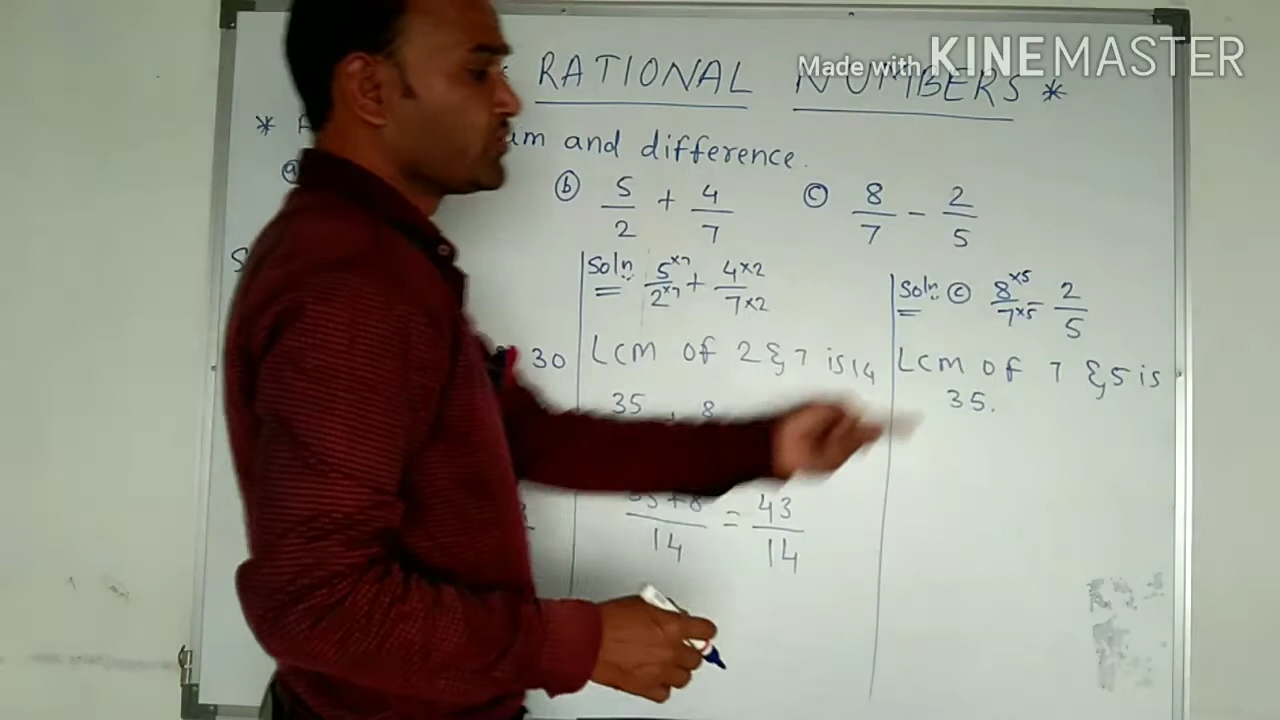 Made with KINEMASTER
RATIONAL NUMBERS *
* and difference.
ⓐ
ⓑ 5/2 + 4/7
ⓒ 8/7 - 2/5
30
Soln: 5×7/2×7 + 4×2/7×2
LCM of 2 & 7 is 14
35 + 8
35+8/14 = 43/14
Soln: ⓒ 8×5/7×5 - 2/5
LCM of 7 & 5 is
35.